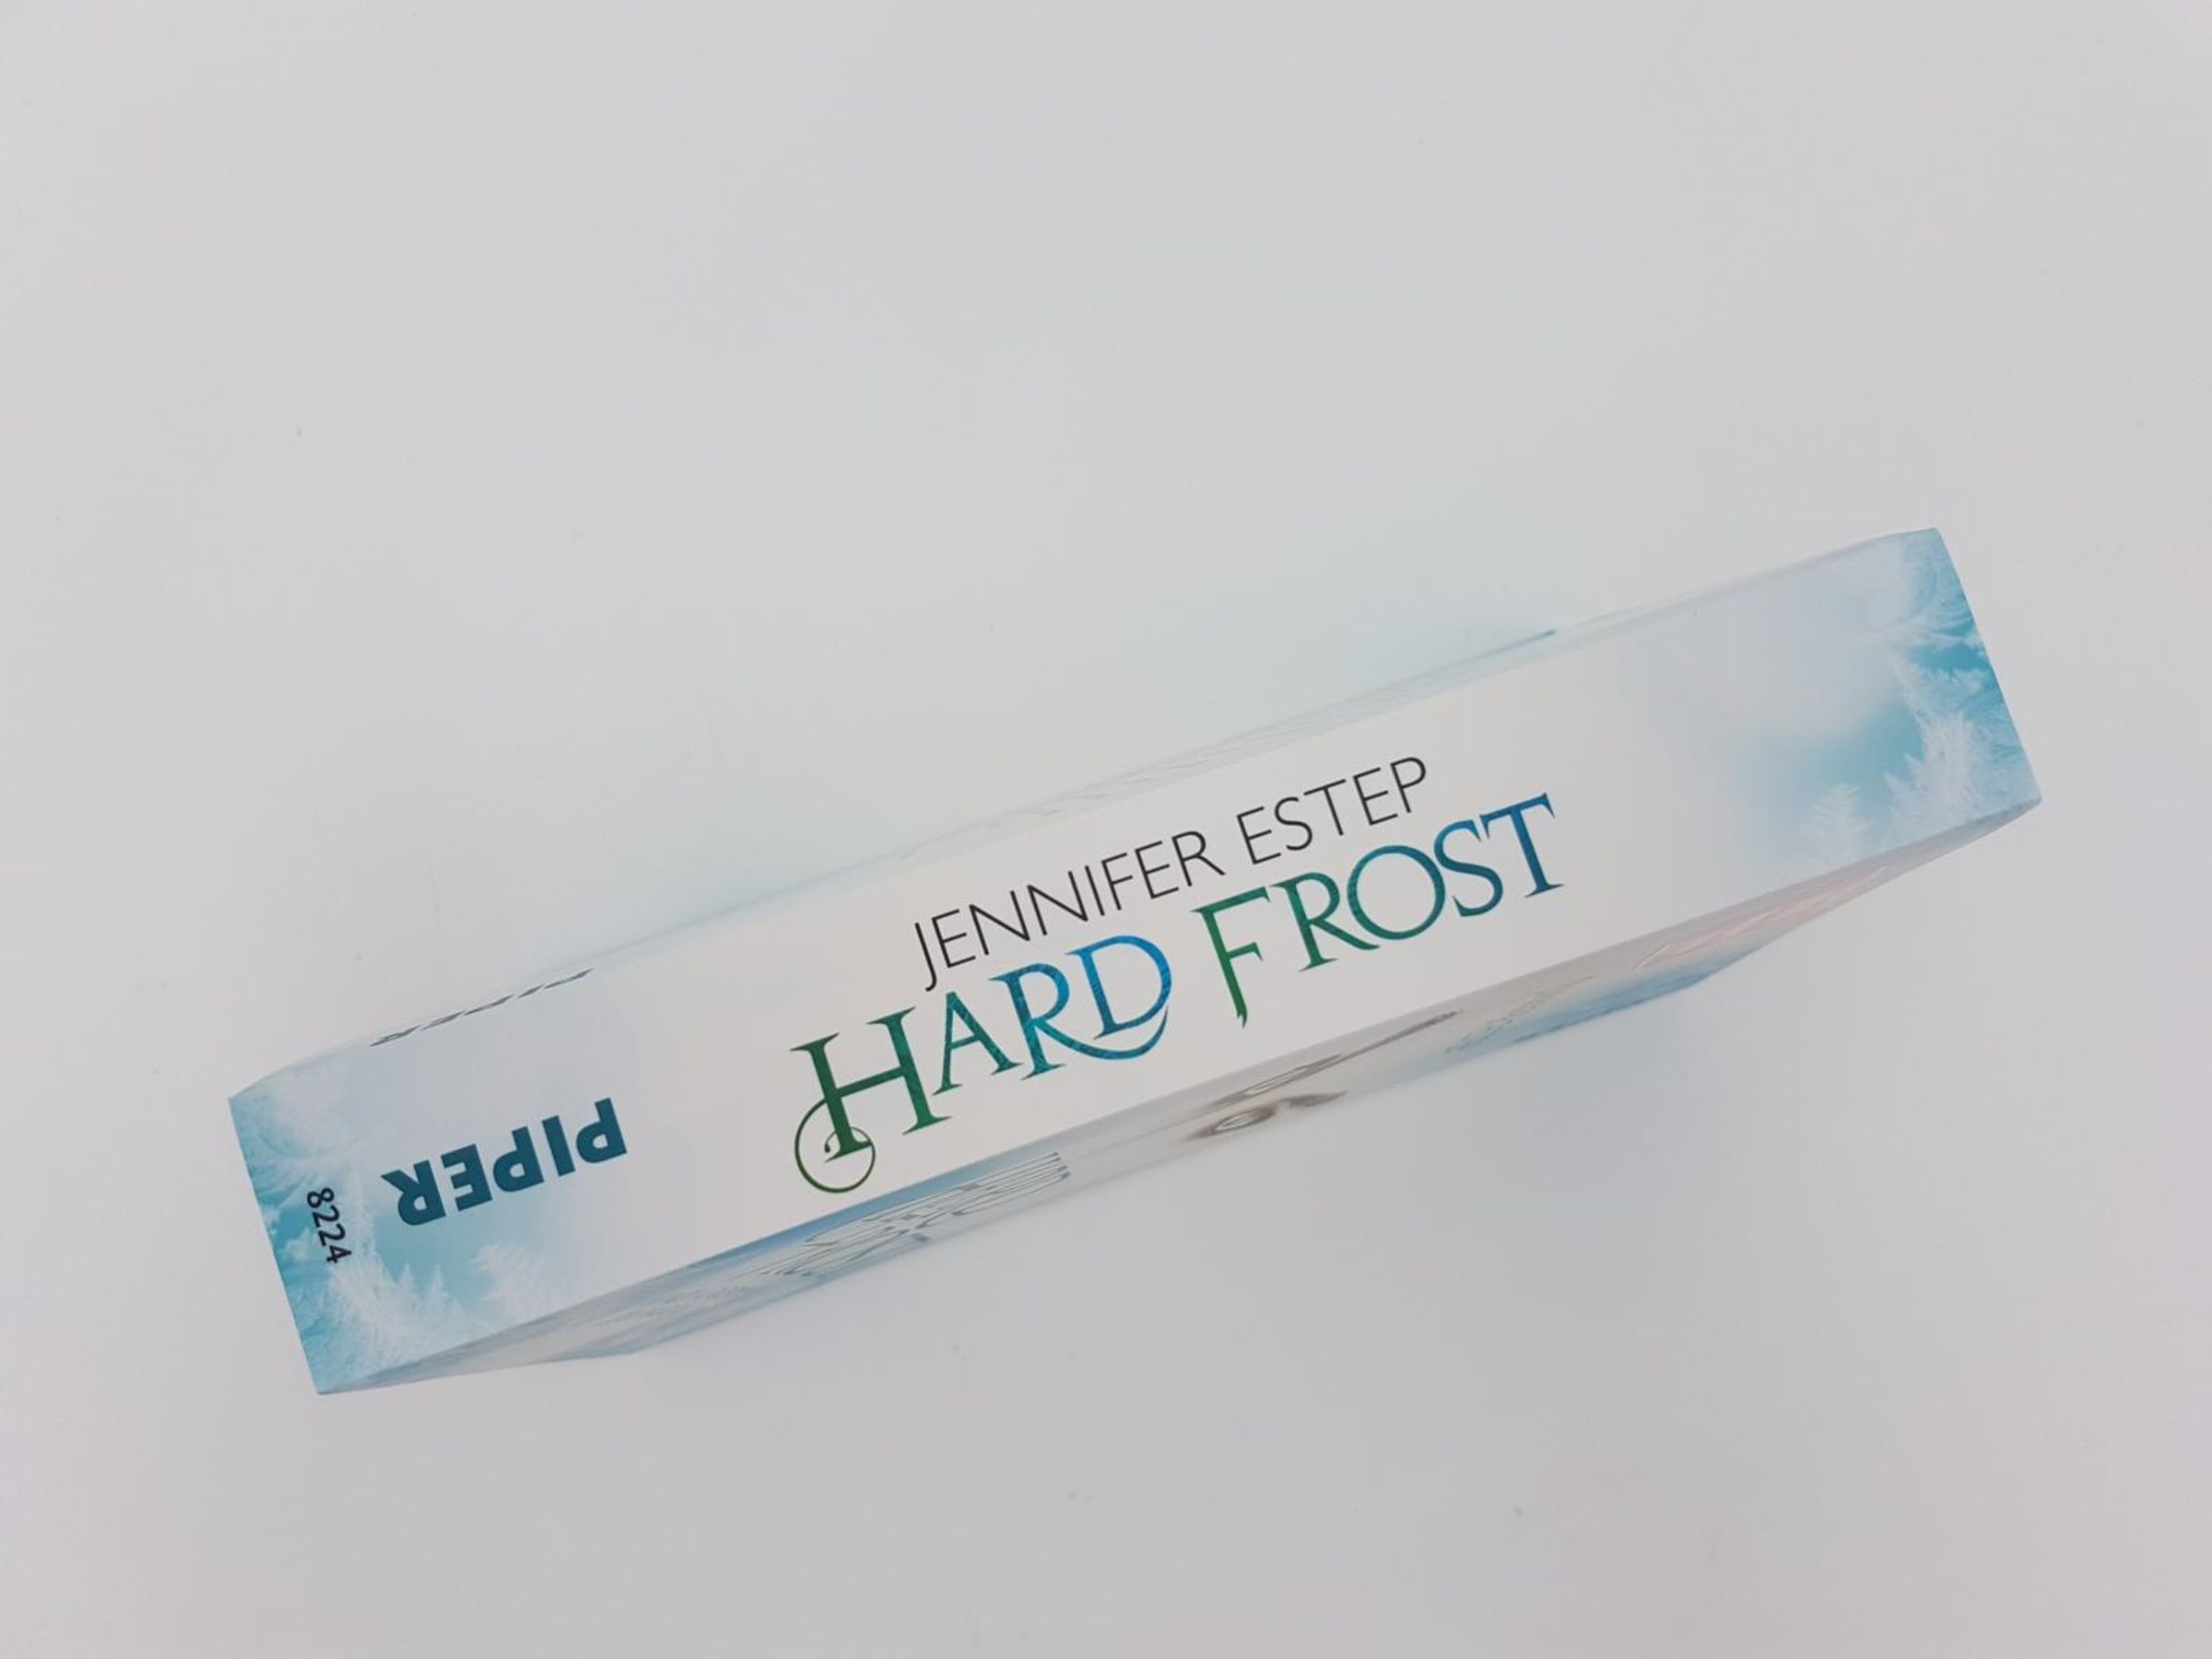 JENNIFER ESTEP
HARD FROST
PIPER
8224